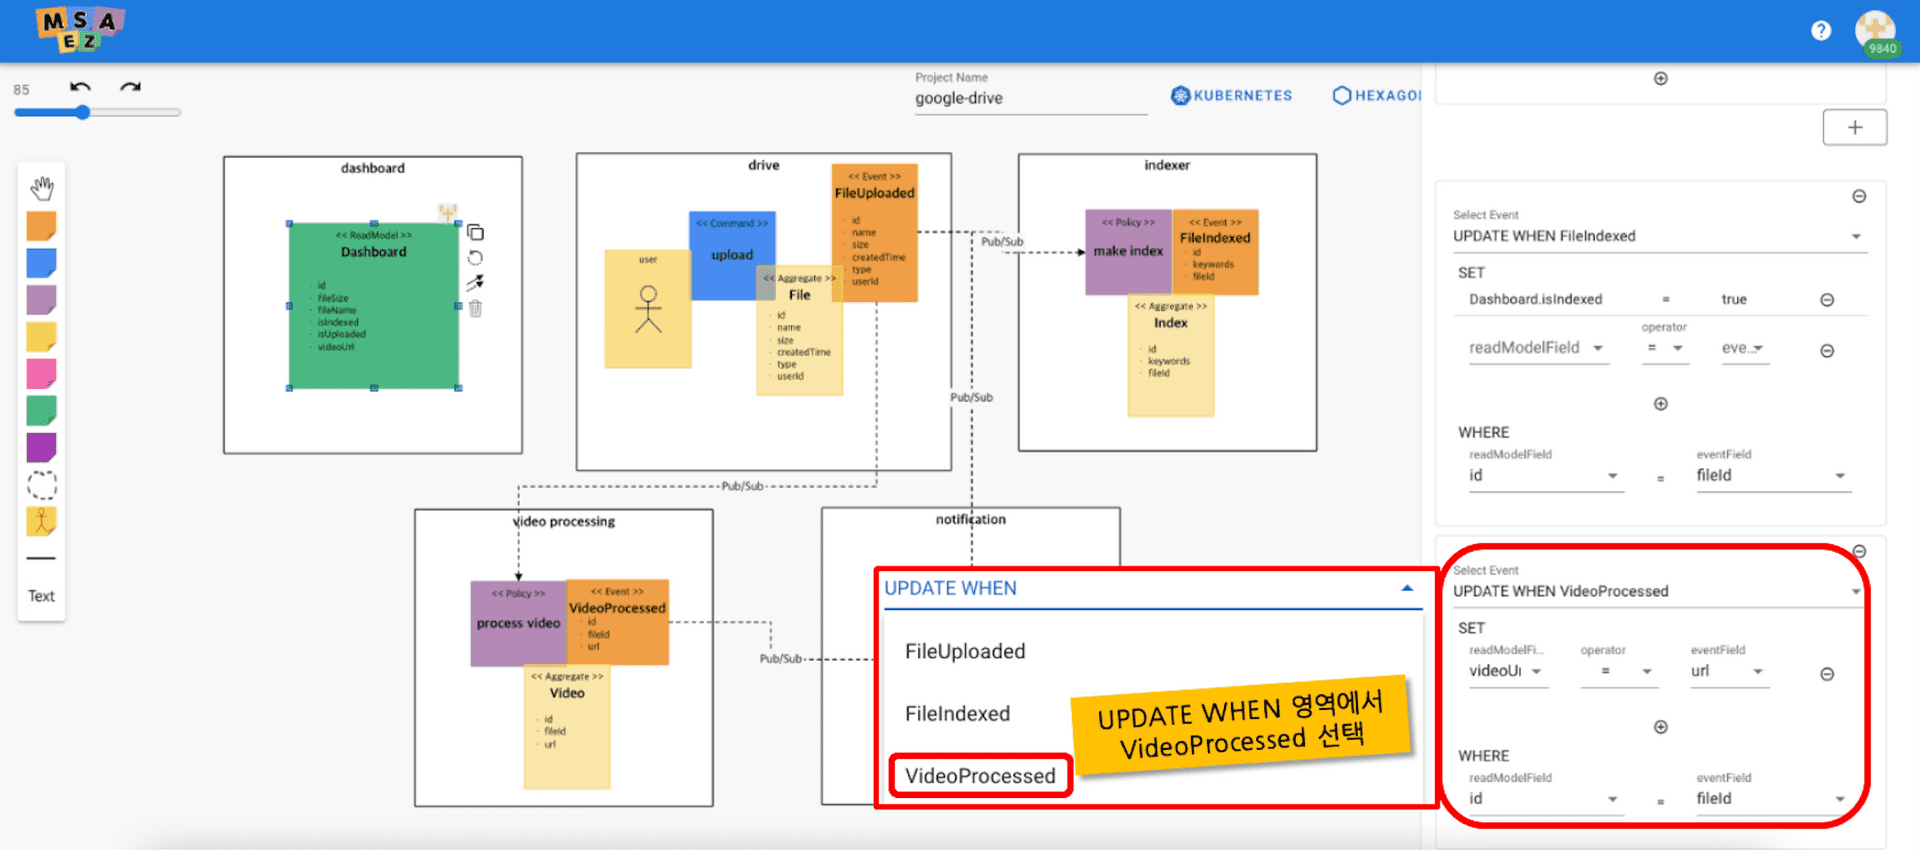 MSA
EZ
9840
85
Project Name
google-drive
KUBERNETES
HEXAGO
Text
dashboard
<< ReadModel >>
Dashboard
· id
· fileSize
· fileName
· isIndexed
· isUploaded
· videoUrl
drive
<< Event >>
FileUploaded
· id
· name
· size
· createdTime
· type
· userId
<< Command >>
upload
user
<< Aggregate >>
File
· id
· name
· size
· createdTime
· type
· userId
Pub/Sub
Pub/Sub
Pub/Sub
indexer
<< Policy >>
make index
<< Event >>
FileIndexed
· id
· keywords
· fileId
<< Aggregate >>
Index
· id
· keywords
· fileId
video processing
<< Policy >>
process video
<< Event >>
VideoProcessed
· id
· fileId
· url
<< Aggregate >>
Video
· id
· fileId
· url
Pub/Sub
notification
UPDATE WHEN
FileUploaded
FileIndexed
VideoProcessed
UPDATE WHEN 영역에서
VideoProcessed 선택
Select Event
UPDATE WHEN FileIndexed
SET
Dashboard.isIndexed = true
operator
readModelField = eve...
WHERE
readModelField eventField
id = fileId
Select Event
UPDATE WHEN VideoProcessed
SET
readModelFi... operator eventField
videoUr = url
WHERE
readModelField eventField
id = fileId